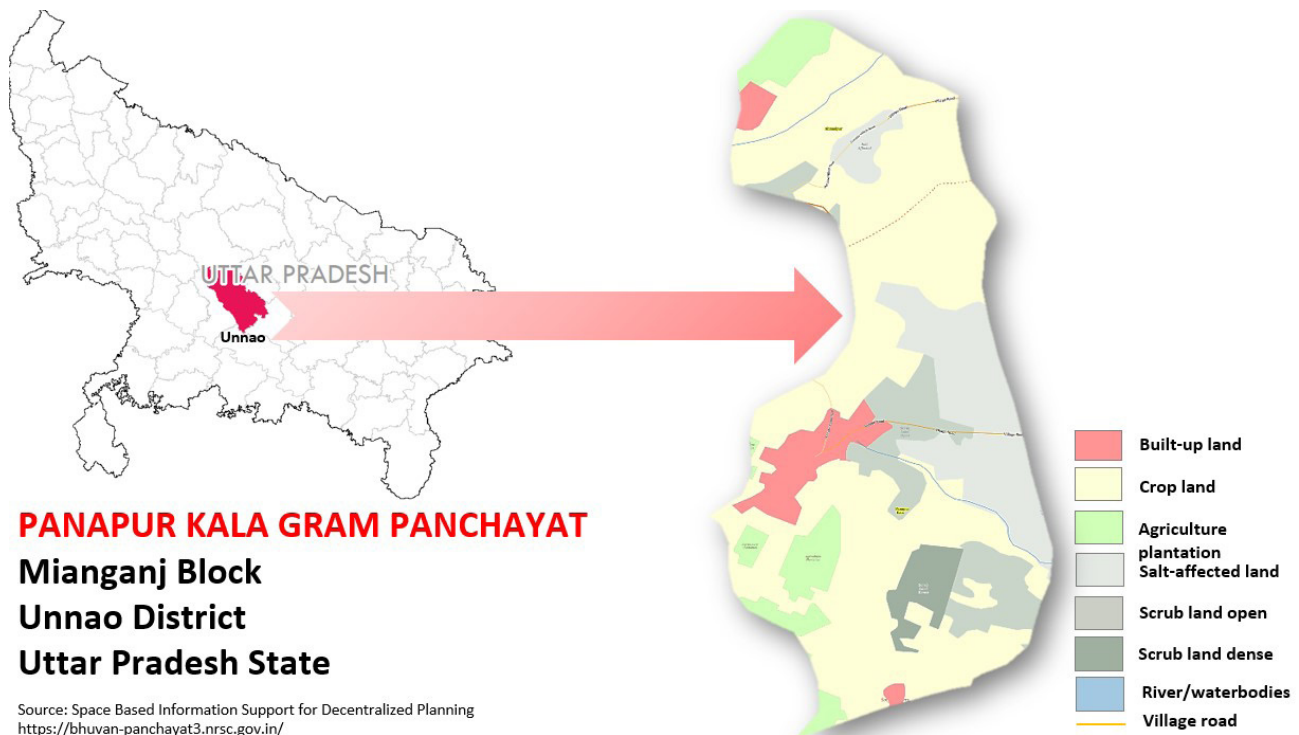 UTTAR PRADESH
Unnao
PANAPUR KALA GRAM PANCHAYAT
Mianganj Block
Unnao District
Uttar Pradesh State
Source: Space Based Information Support for Decentralized Planning
https://bhuvan-panchayat3.nrsc.gov.in/
Built-up land
Crop land
Agriculture
plantation
Salt-affected land
Scrub land open
Scrub land dense
River/waterbodies
Village road